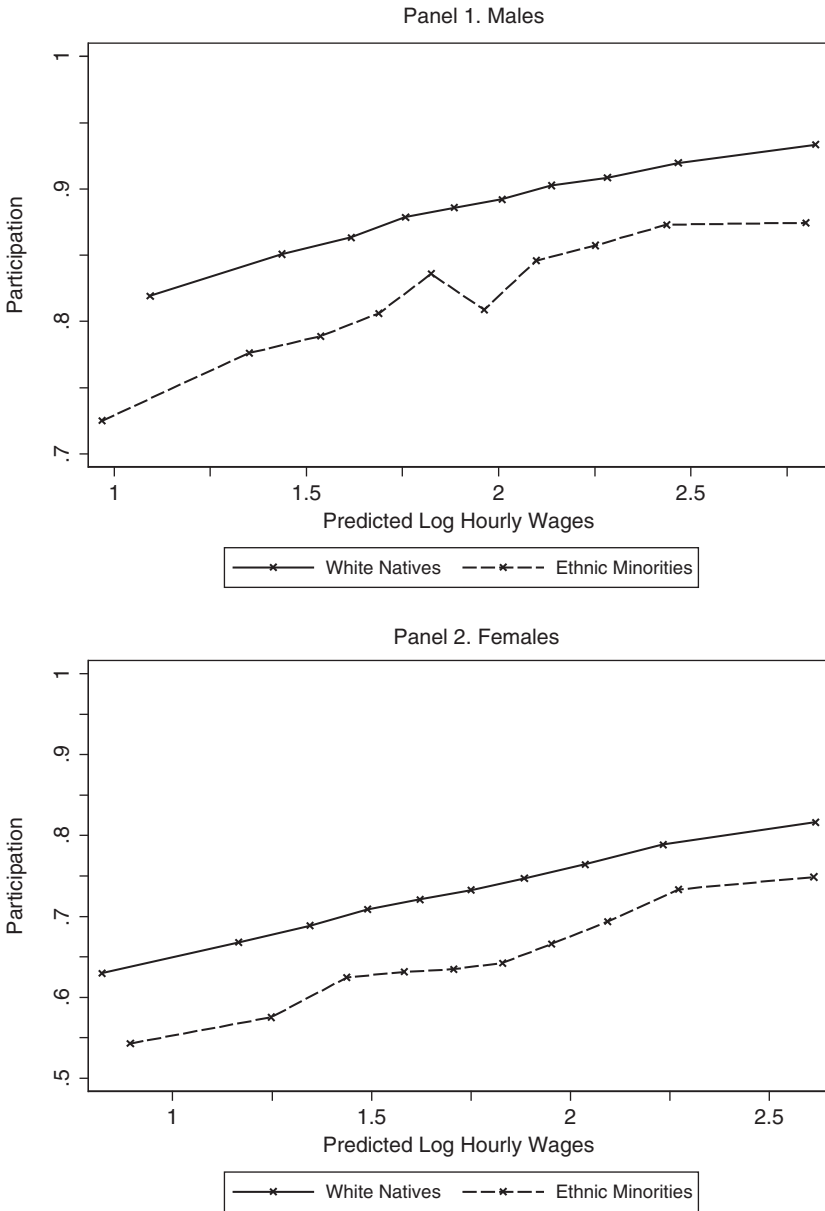 Panel 1. Males
1
.9
.8
.7
Participation
1 1.5 2 2.5
Predicted Log Hourly Wages
White Natives Ethnic Minorities
Panel 2. Females
1
.9
.8
.7
.6
.5
Participation
1 1.5 2 2.5
Predicted Log Hourly Wages
White Natives Ethnic Minorities